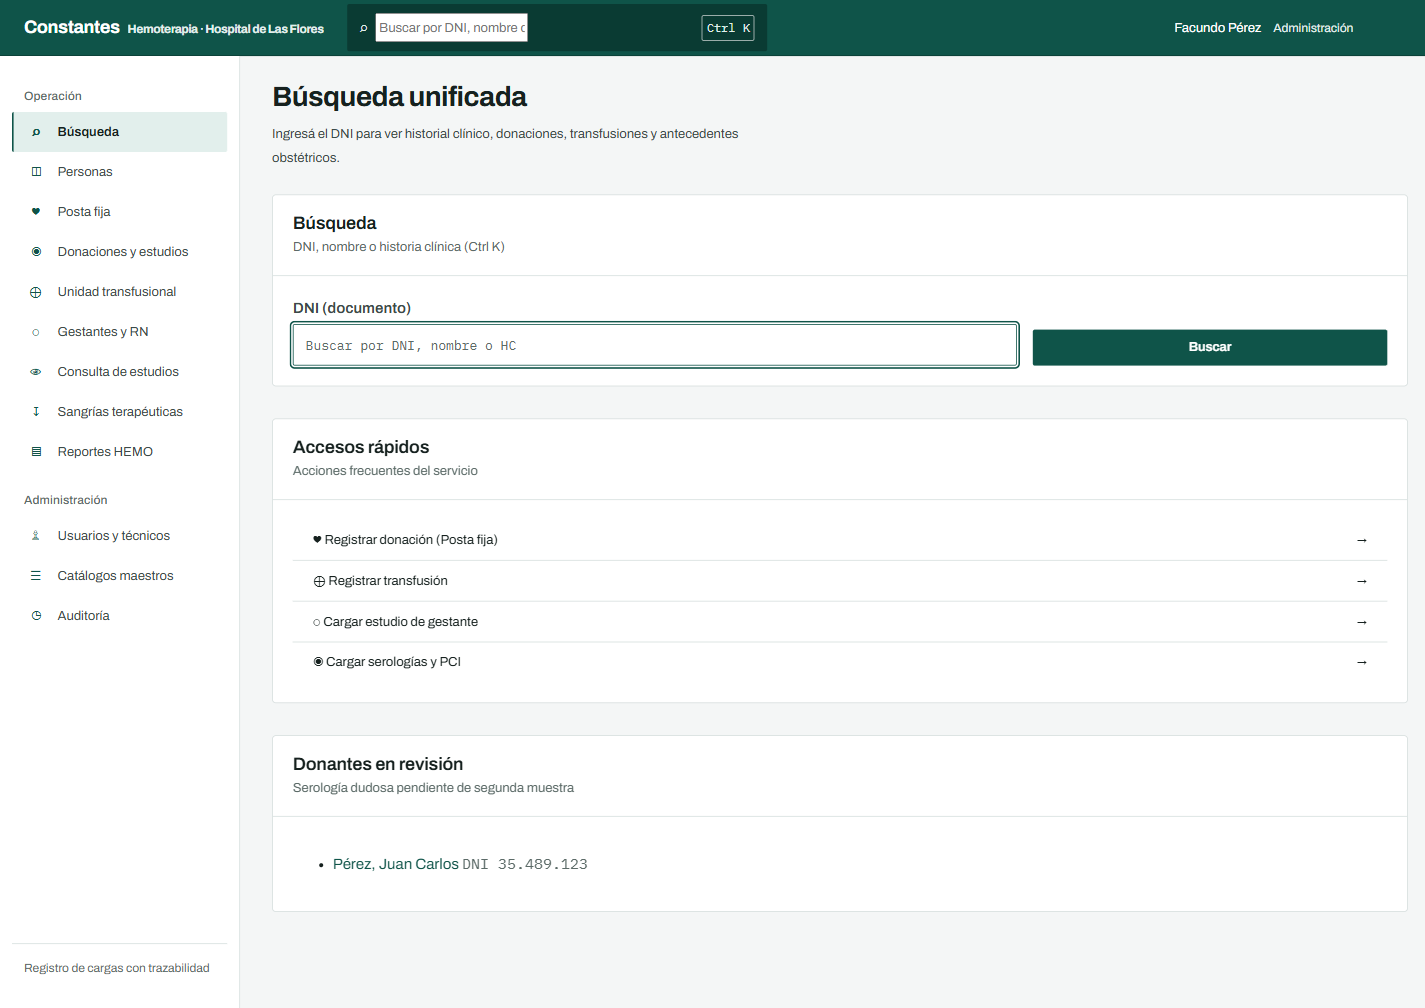 Constantes Hemoterapia · Hospital de Las Flores
Buscar por DNI, nombre
Ctrl K
Facundo Pérez Administración
Operación
Búsqueda
Personas
Posta fija
Donaciones y estudios
Unidad transfusional
Gestantes y RN
Consulta de estudios
Sangrías terapéuticas
Reportes HEMO
Administración
Usuarios y técnicos
Catálogos maestros
Auditoría
Registro de cargas con trazabilidad
Búsqueda unificada
Ingresá el DNI para ver historial clínico, donaciones, transfusiones y antecedentes
obstétricos.
Búsqueda
DNI, nombre o historia clínica (Ctrl K)
DNI (documento)
Buscar por DNI, nombre o HC
Buscar
Accesos rápidos
Acciones frecuentes del servicio
Registrar donación (Posta fija) →
Registrar transfusión →
Cargar estudio de gestante →
Cargar serologías y PCI →
Donantes en revisión
Serología dudosa pendiente de segunda muestra
• Pérez, Juan Carlos DNI 35.489.123